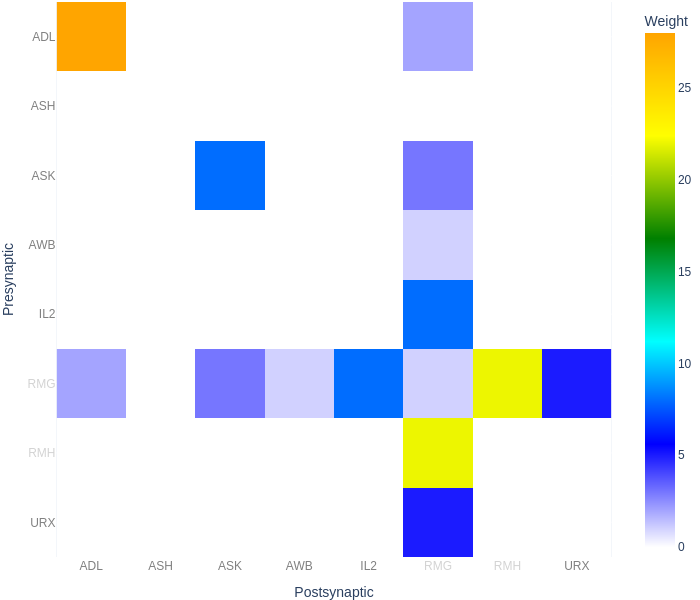 Weight
ADL
ASH
ASK
AWB
IL2
RMG
RMH
URX
Presynaptic
25
20
15
10
5
0
ADL ASH ASK AWB IL2 RMG RMH URX
Postsynaptic